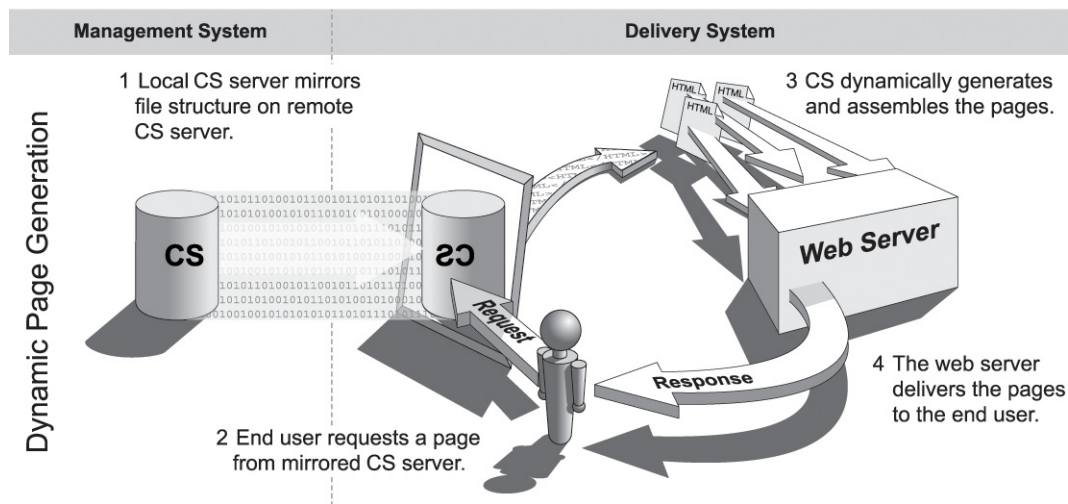 Management System
Delivery System
Dynamic Page Generation
1 Local CS server mirrors
file structure on remote
CS server.
3 CS dynamically generates
and assembles the pages.
HTML
HTML
HTML
CS
CS
Web Server
Request
Response
2 End user requests a page
from mirrored CS server.
4 The web server
delivers the pages
to the end user.